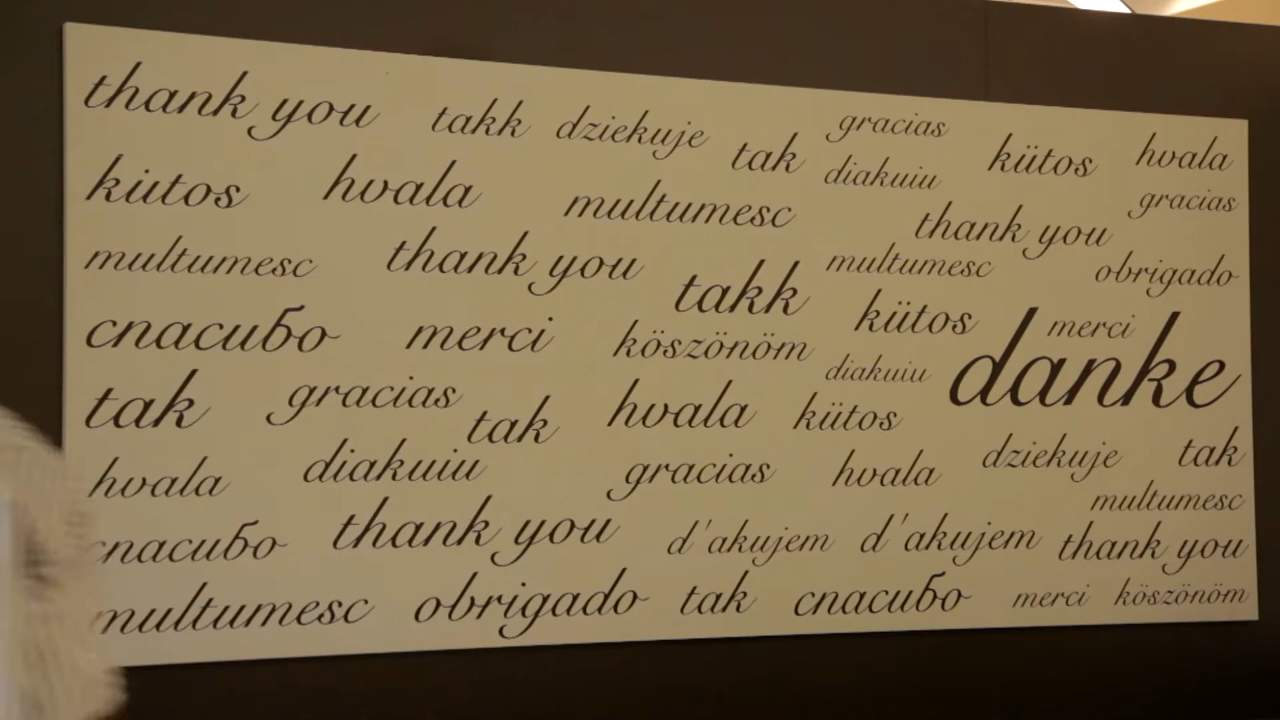 thank you takk dziekuje tak gracias kütos hvala
kütos hvala multumesc diakuiu gracias
multumesc thank you takk multumesc thank you obrigado
спасибо merci köszönöm kütos merci danke
tak gracias tak hvala kütos diakuiu
hvala diakuiu gracias hvala dziekuje tak
спасибо thank you d'akujem d'akujem thank you multumesc
multumesc obrigado tak спасибо merci köszönöm